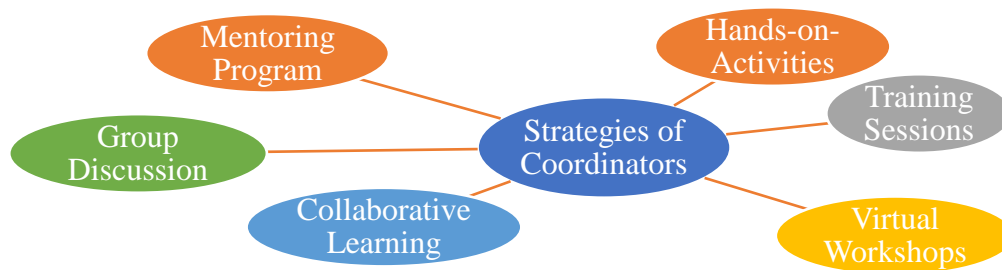 Mentoring
Program
Hands-on-
Activities
Training
Sessions
Strategies of
Coordinators
Group
Discussion
Collaborative
Learning
Virtual
Workshops